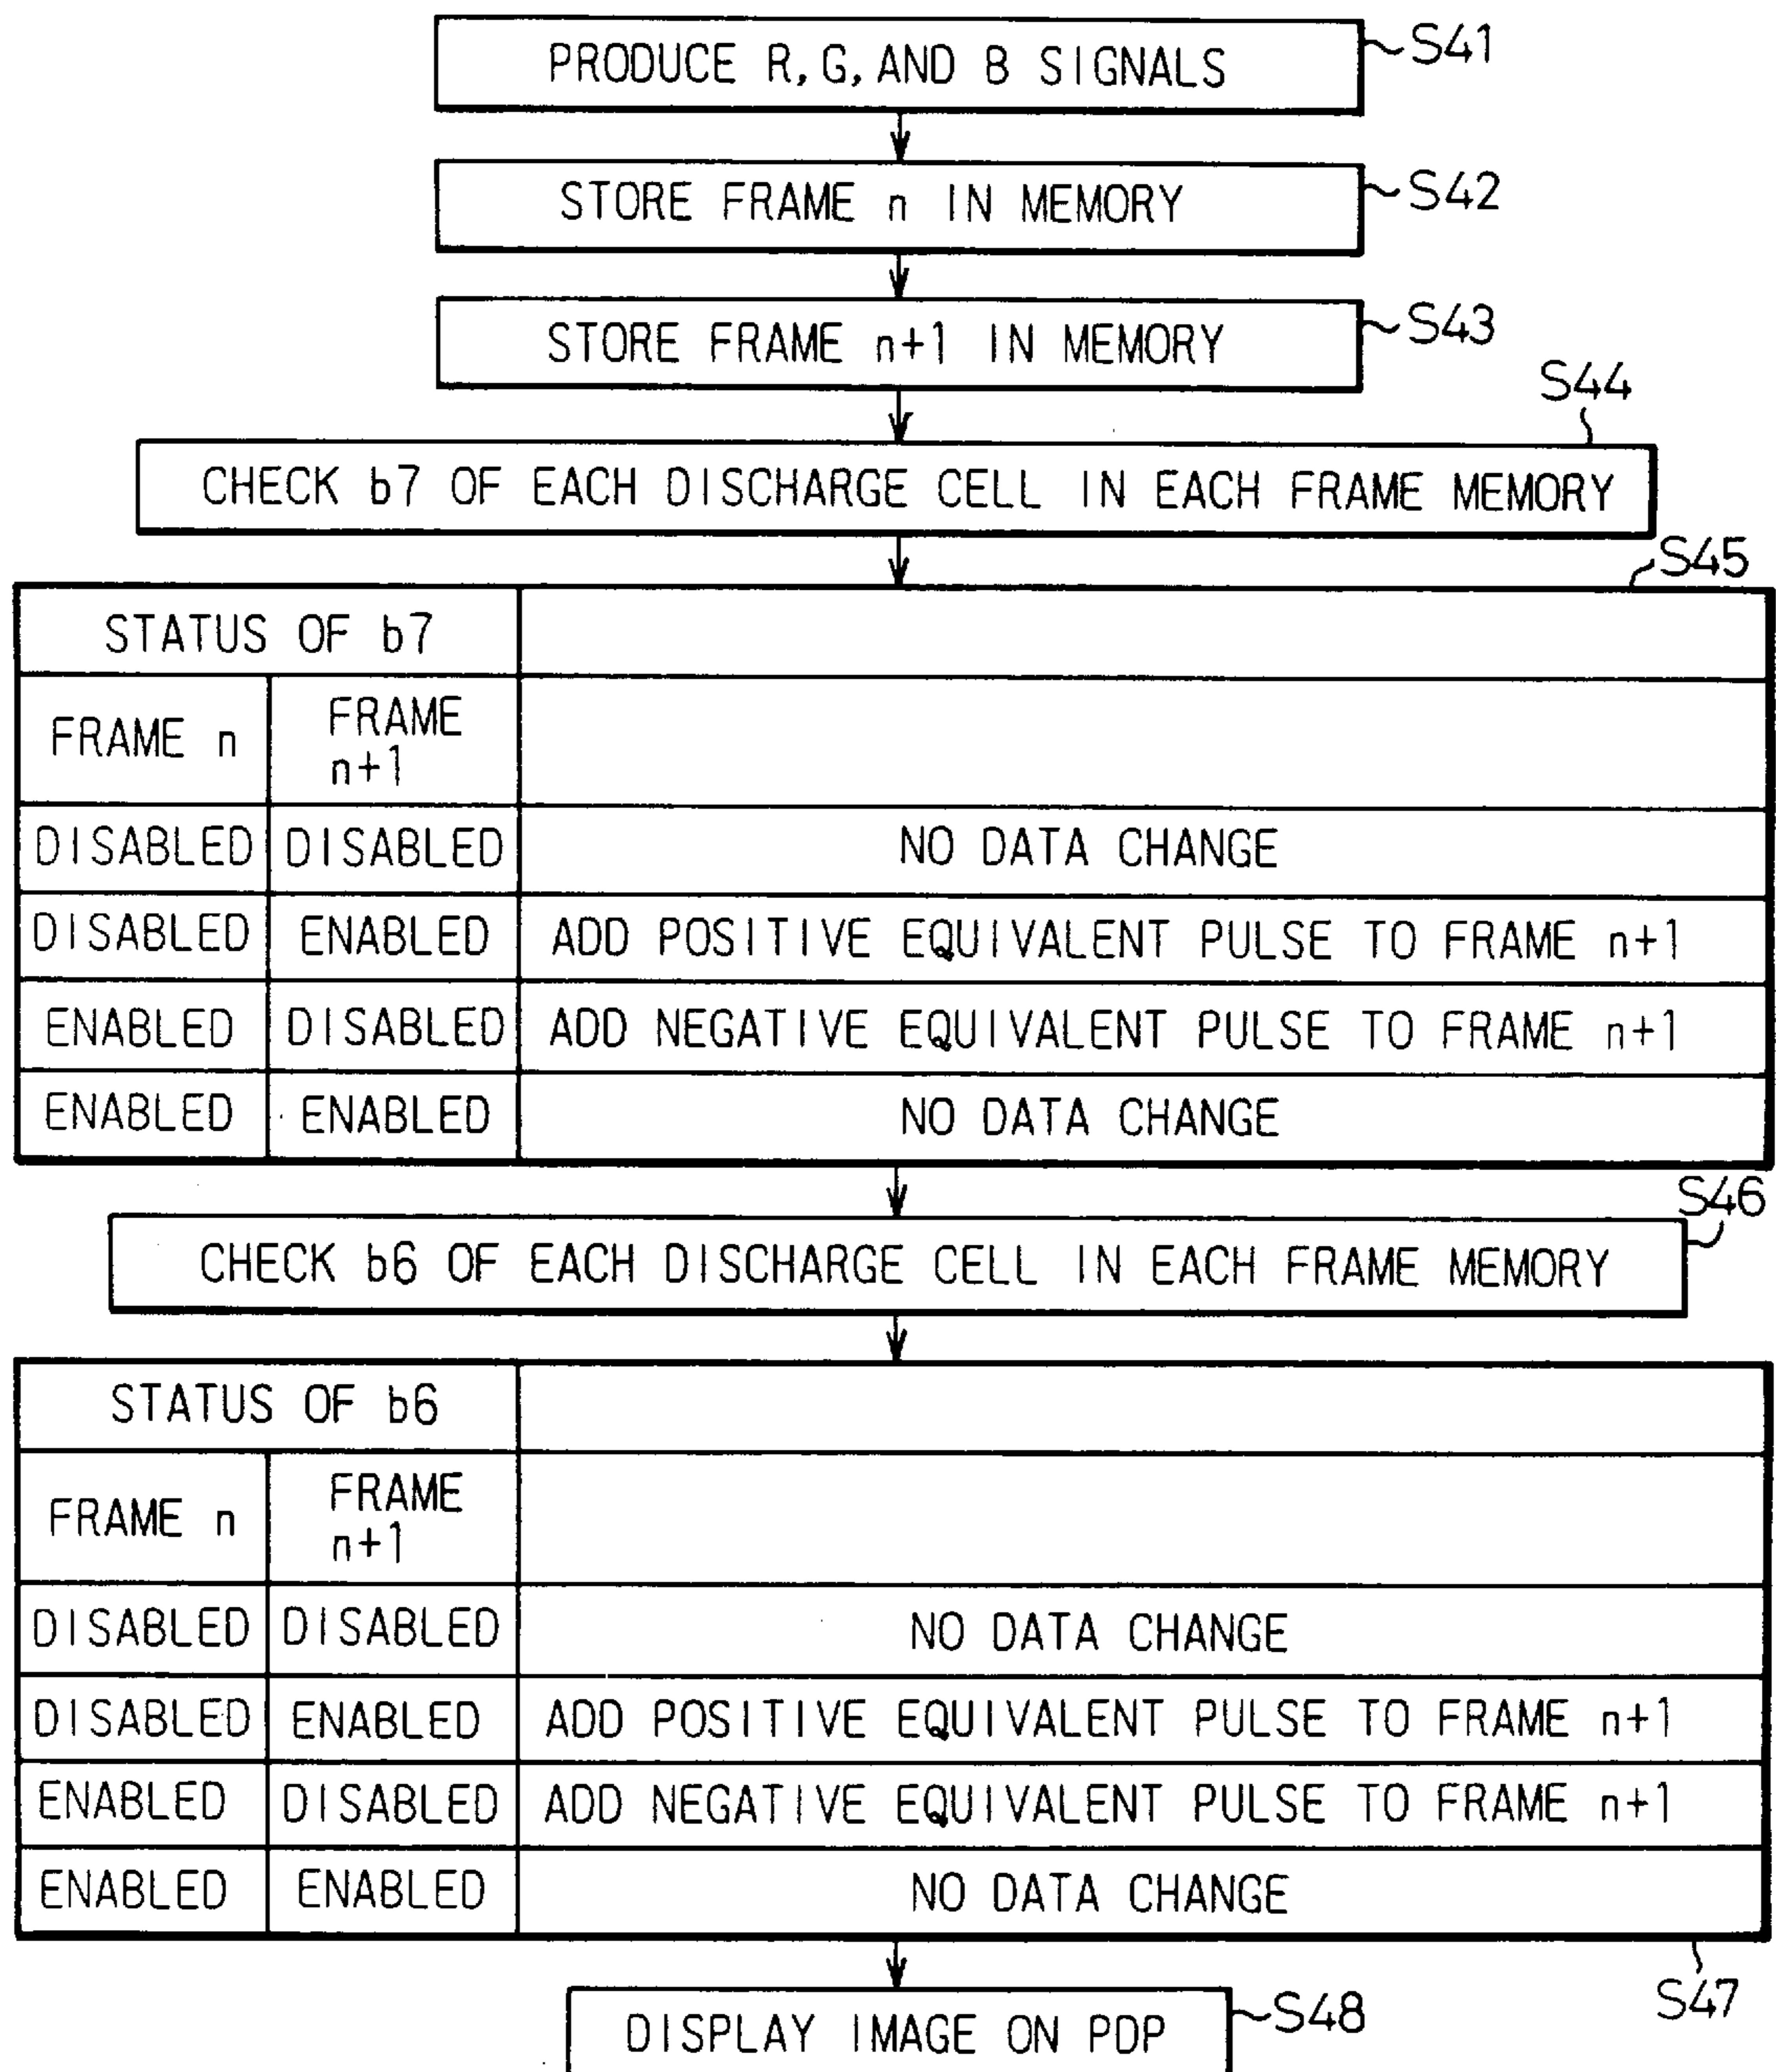 PRODUCE R, G, AND B SIGNALS
S41
STORE FRAME n IN MEMORY
S42
STORE FRAME n+1 IN MEMORY
S43
S44
CHECK b7 OF EACH DISCHARGE CELL IN EACH FRAME MEMORY
S45
STATUS OF b7
FRAME n
FRAME
n+1
DISABLED DISABLED NO DATA CHANGE
DISABLED ENABLED ADD POSITIVE EQUIVALENT PULSE TO FRAME n+1
ENABLED DISABLED ADD NEGATIVE EQUIVALENT PULSE TO FRAME n+1
ENABLED ENABLED NO DATA CHANGE
S46
CHECK b6 OF EACH DISCHARGE CELL IN EACH FRAME MEMORY
STATUS OF b6
FRAME n
FRAME
n+1
DISABLED DISABLED NO DATA CHANGE
DISABLED ENABLED ADD POSITIVE EQUIVALENT PULSE TO FRAME n+1
ENABLED DISABLED ADD NEGATIVE EQUIVALENT PULSE TO FRAME n+1
ENABLED ENABLED NO DATA CHANGE
S47
DISPLAY IMAGE ON PDP
S48